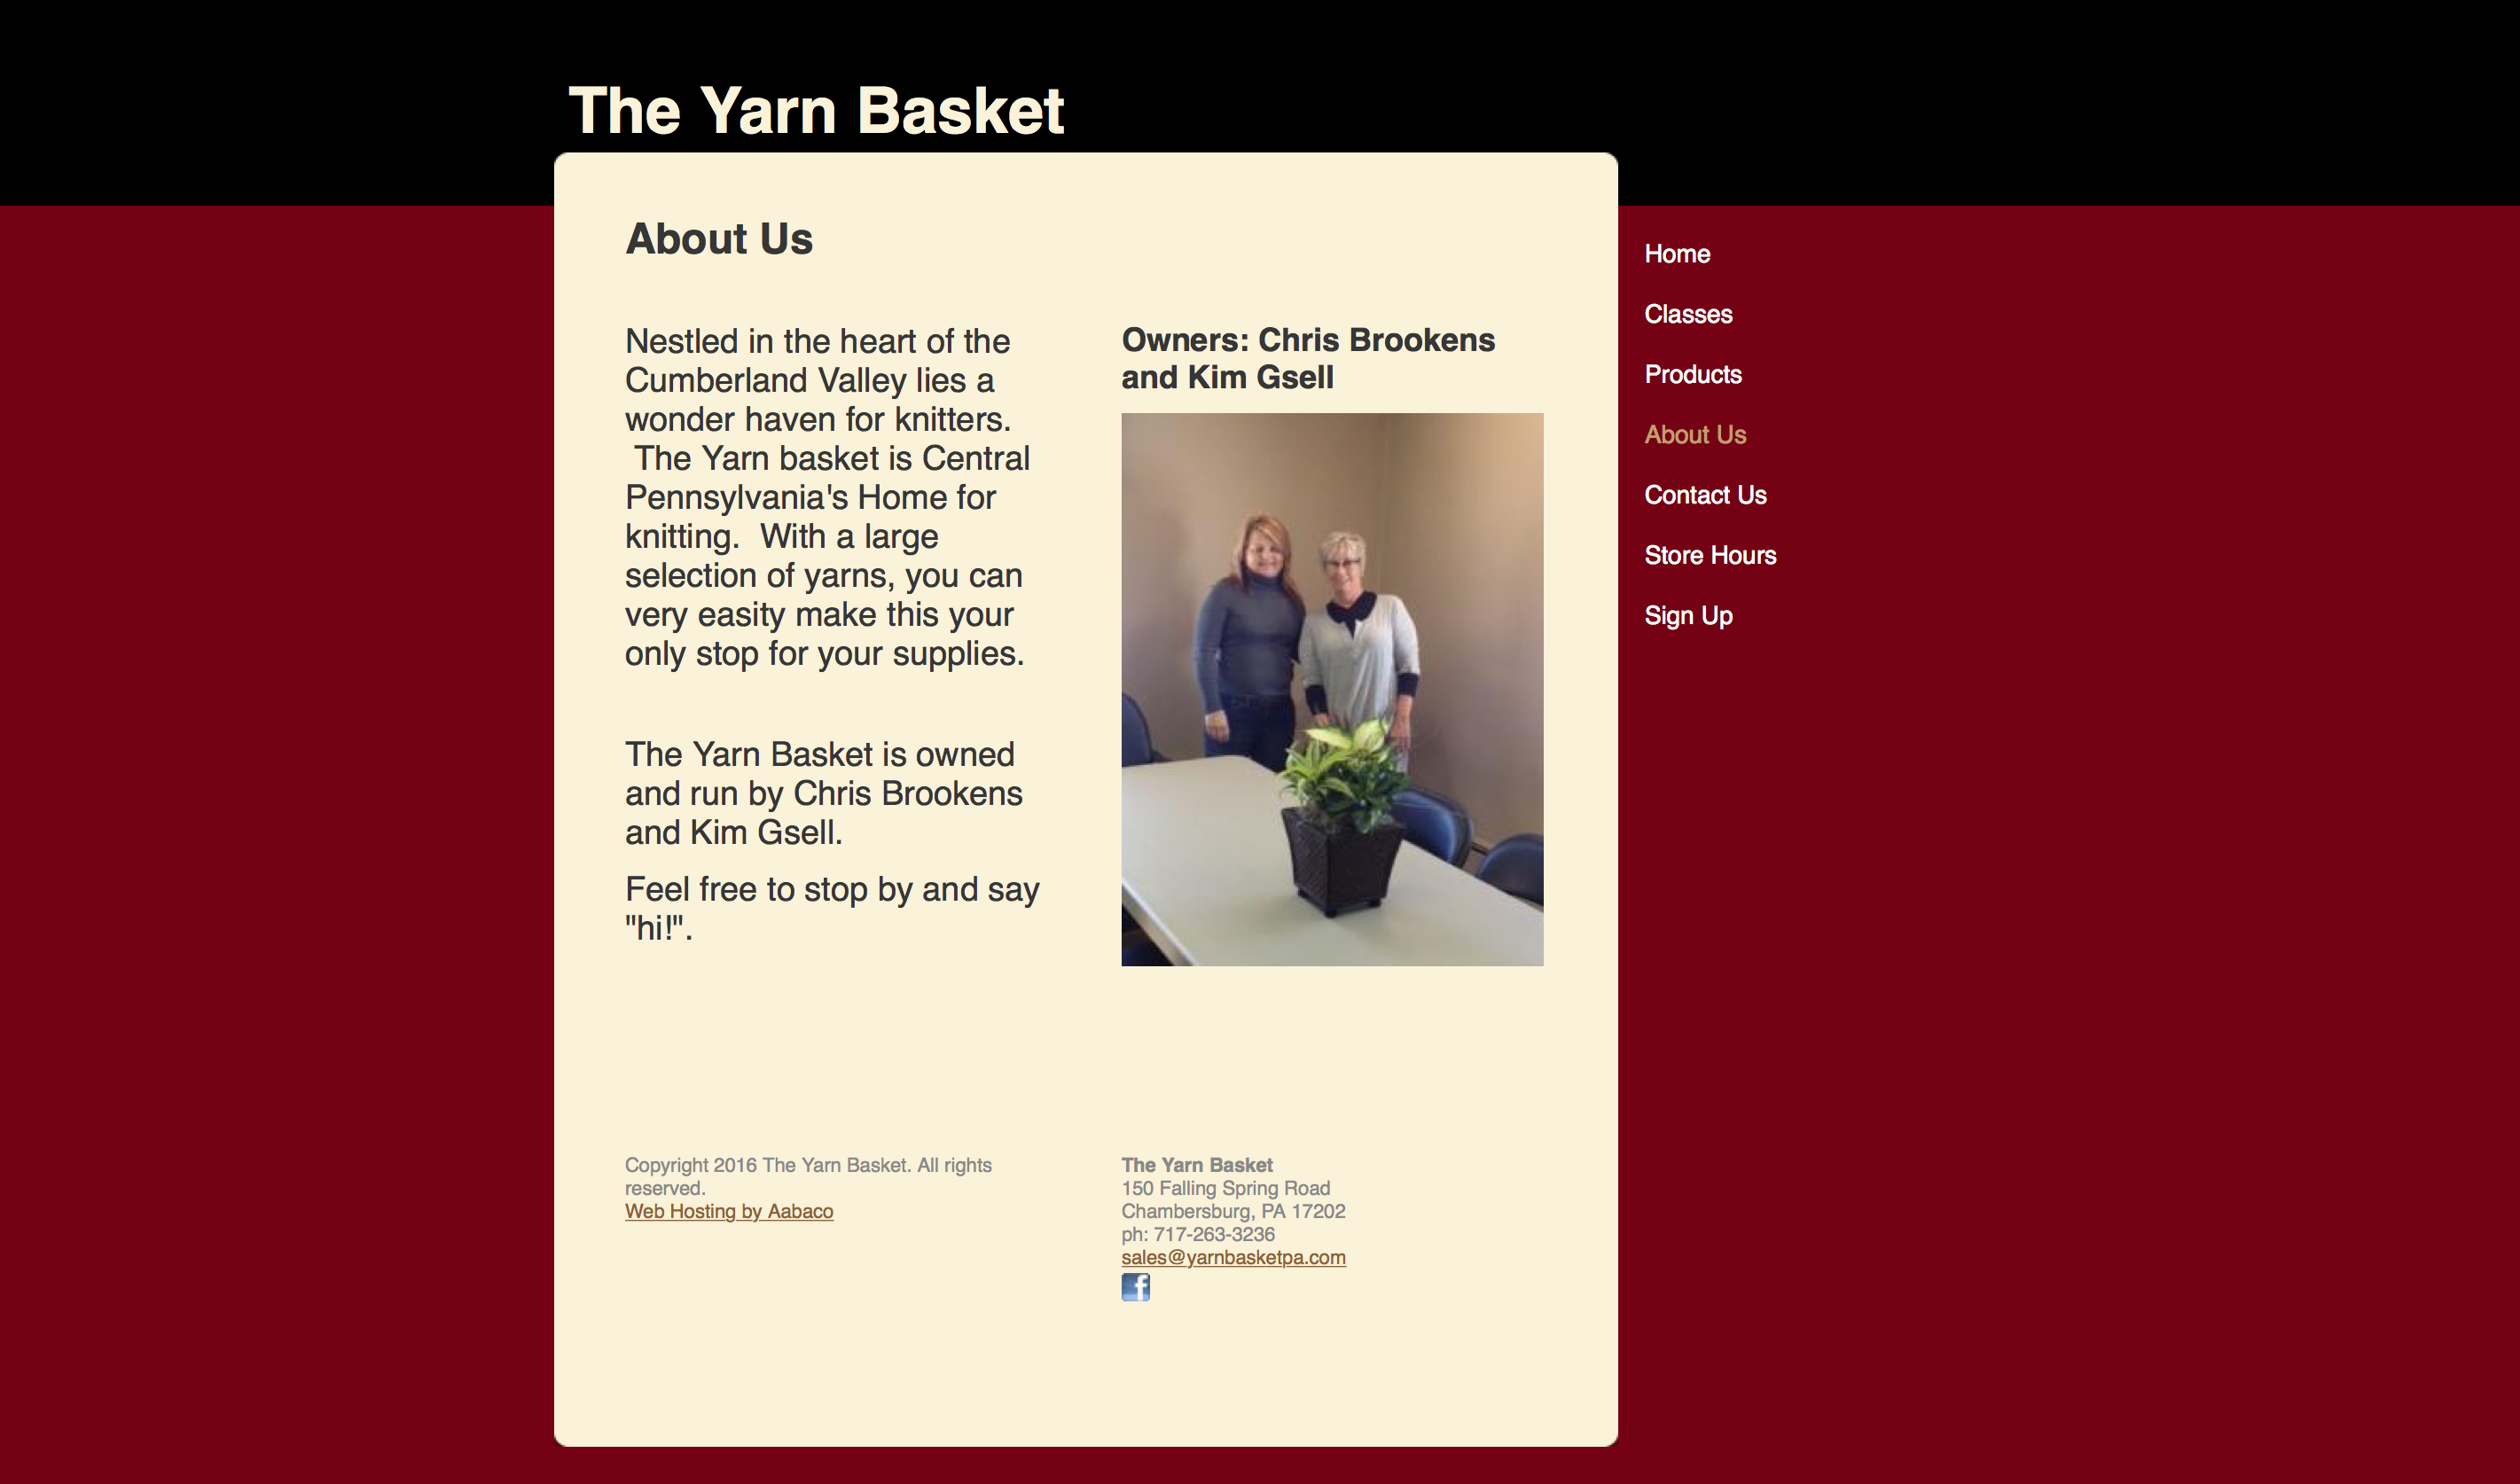 The Yarn Basket
About Us
Nestled in the heart of the
Cumberland Valley lies a
wonder haven for knitters.
The Yarn basket is Central
Pennsylvania's Home for
knitting.  With a large
selection of yarns, you can
very easity make this your
only stop for your supplies.
The Yarn Basket is owned
and run by Chris Brookens
and Kim Gsell.
Feel free to stop by and say
"hi!".
Owners: Chris Brookens
and Kim Gsell
Home
Classes
Products
About Us
Contact Us
Store Hours
Sign Up
Copyright 2016 The Yarn Basket. All rights
reserved.
Web Hosting by Aabaco
The Yarn Basket
150 Falling Spring Road
Chambersburg, PA 17202
ph: 717-263-3236
sales@yarnbasketpa.com
f